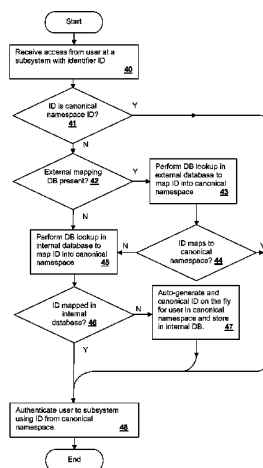 Start
Receive access from user at a
subsystem with identifier ID
40
ID is canonical
namespace ID?
41
Y
N
External mapping
DB present? 42
Y
N
Perform DB lookup in
external database to
map ID into canonical
namespace 43
Perform DB lookup in
internal database to
map ID into canonical
namespace 45
N
ID maps to
canonical
namespace? 44
Y
ID mapped in
internal
database? 46
N
Y
Auto-generate and
canonical ID on the fly
for user in canonical
namespace and store
in internal DB. 47
Authenticate user to subsystem
using ID from canonical
namespace. 48
End